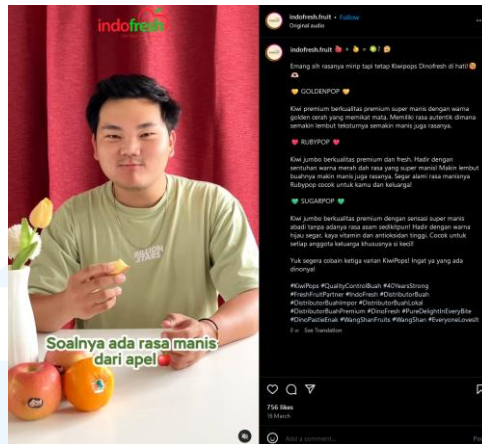 indofresh
BILLION
STARS
Soalnya ada rasa manis
dari apel
indofresh.fruit • Follow
Original audio
indofresh.fruit
Emang sih rasanya mirip tapi tetap Kiwipops Dinofresh di hati!
GOLDENPOP
Kiwi premium berkualitas premium super manis dengan warna
golden cerah yang memikat mata. Memiliki rasa autentik dimana
semakin lembut teksturnya semakin manis juga rasanya.
RUBYPOP
Kiwi jumbo berkualitas premium dan fresh. Hadir dengan
sentuhan warna merah dah rasa yang super manis! Makin lembut
buahnya makin manis juga rasanya. Segar alami rasa manisnya
Rubypop cocok untuk kamu dan keluarga!
SUGARPOP
Kiwi jumbo berkualitas premium dengan sensasi super manis
abadi tanpa adanya rasa asam sedikitpun! Hadir dengan warna
hijau segar, kaya vitamin dan antioksidan tinggi. Cocok untuk
setiap anggota keluarga khususnya si kecil!
Yuk segera cobain ketiga varian KiwiPops! Ingat ya yang ada
dinonya!
#KiwiPops #QualityControlBuah #40YearsStrong
#FreshFruitPartner #IndoFresh #DistributorBuah
#DistributorBuahImpor #DistributorBuahLokal
#DistributorBuahPremium #DinoFresh #PureDelightInEveryBite
#DinoPastieEnak #WangShanFruits #WangShan #EveryoneLovesIt
See Translation
756 likes
16 March
Add a comment...